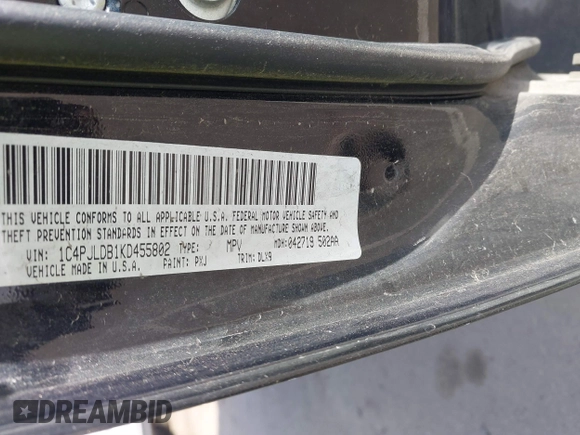 THIS VEHICLE CONFORMS TO ALL APPLICABLE U.S.A. FEDERAL MOTOR VEHICLE SAFETY AND
THEFT PREVENTION STANDARDS IN EFFECT ON THE DATE OF MANUFACTURE SHOWN ABOVE.
VIN: 1C4PJLDB1KD455802 TYPE: MPV MDH: 042719 502AA
VEHICLE MADE IN U.S.A. PAINT: PXJ TRIM: DLX9
DREAMBID